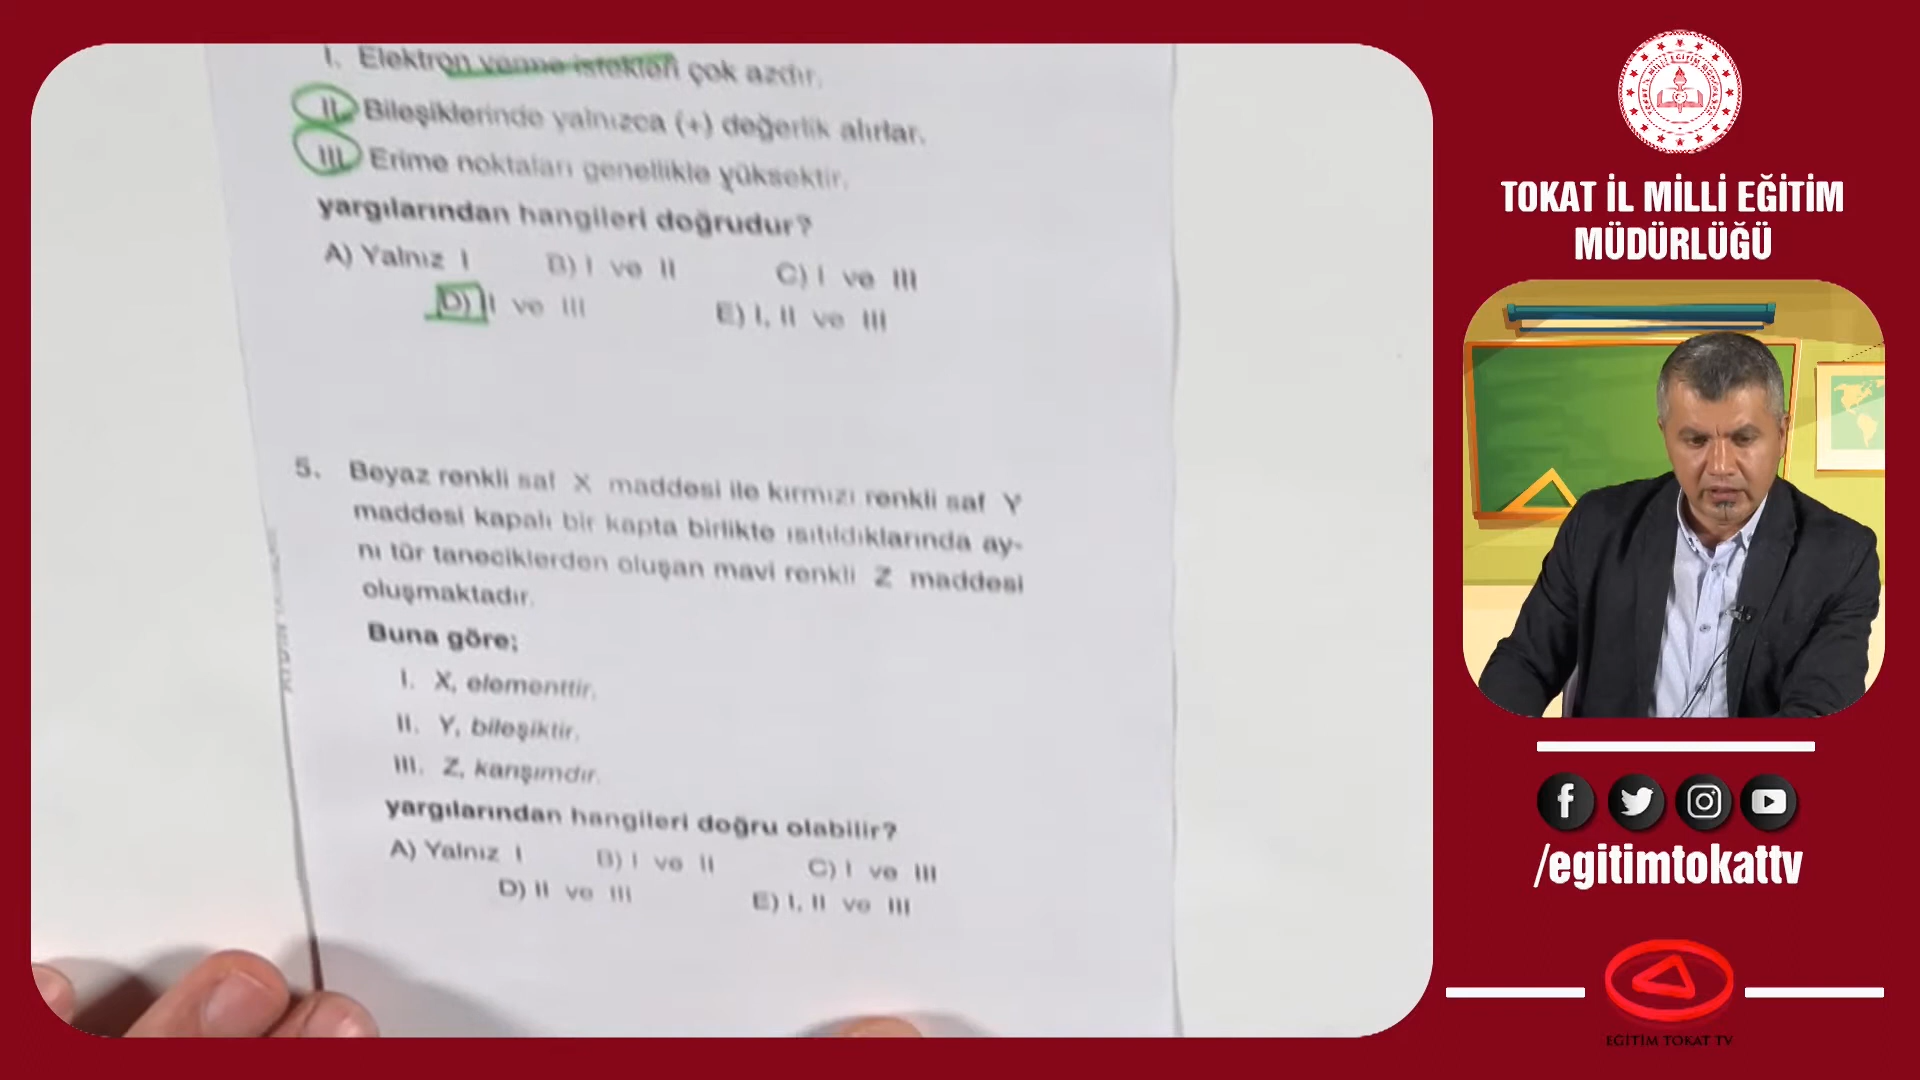 I. Elektron verme istekleri çok azdır.
II. Bileşiklerinde yalnızca (+) değerlik alırlar.
III. Erime noktaları genellikle yüksektir.
yargılarından hangileri doğrudur?
A) Yalnız I B) I ve II C) I ve III
D) II ve III E) I, II ve III
5. Beyaz renkli saf X maddesi ile kırmızı renkli saf Y
maddesi kapalı bir kapta birlikte ısıtıldıklarında ay-
nı tür taneciklerden oluşan mavi renkli Z maddesi
oluşmaktadır.
Buna göre;
I. X, elementtir.
II. Y, bileşiktir.
III. Z, karışımdır.
yargılarından hangileri doğru olabilir?
A) Yalnız I B) I ve II C) I ve III
D) II ve III E) I, II ve III
TOKAT İL MİLLİ EĞİTİM
MÜDÜRLÜĞÜ
/egitimtokattv
EĞİTİM TOKAT TV